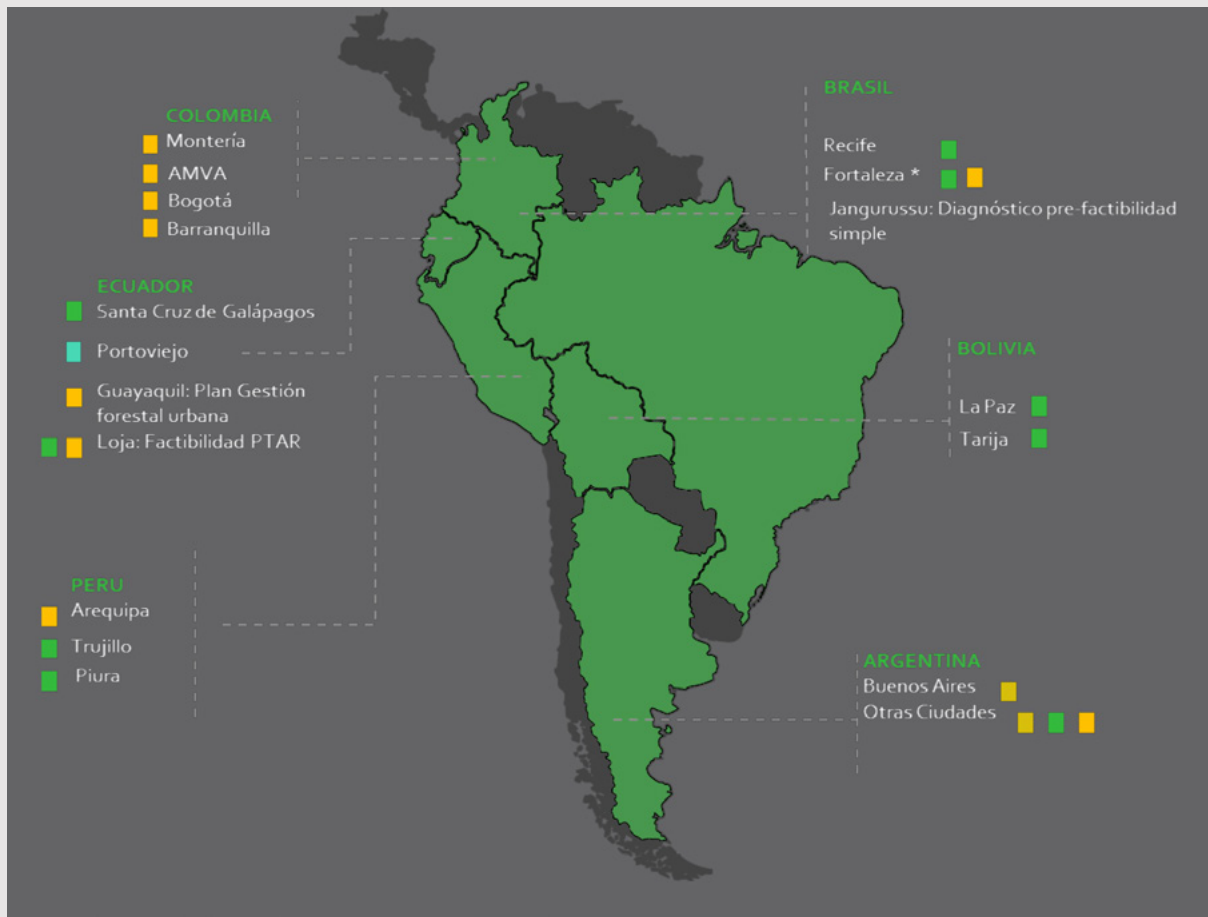 COLOMBIA
Montería
AMVA
Bogotá
Barranquilla
ECUADOR
Santa Cruz de Galápagos
Portoviejo
Guayaquil: Plan Gestión
forestal urbana
Loja: Factibilidad PTAR
PERU
Arequipa
Trujillo
Piura
BRASIL
Recife
Fortaleza *
Jangurussu: Diagnóstico pre-factibilidad
simple
BOLIVIA
La Paz
Tarija
ARGENTINA
Buenos Aires
Otras Ciudades